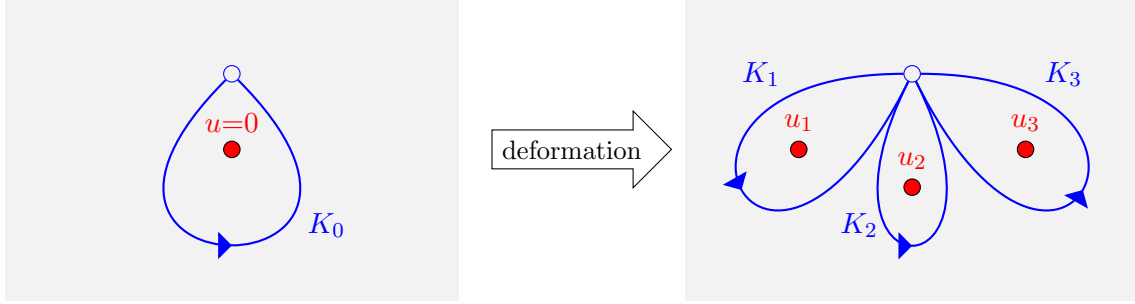 u=0
K₀
deformation
K₁
K₃
u₁
u₃
u₂
K₂